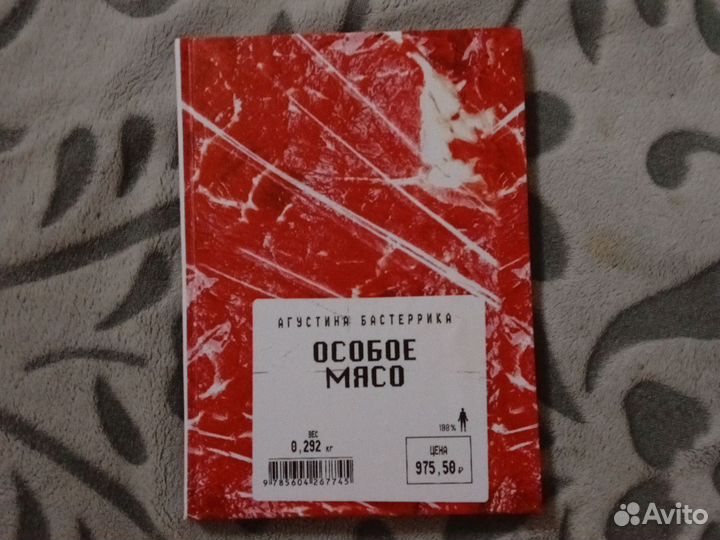 АГУСТИНА БАСТЕРРИКА
ОСОБОЕ
МЯСО
100%
ВЕС
0,292 кг
ЦЕНА
975,50 ₽
9 785604 267745
Avito